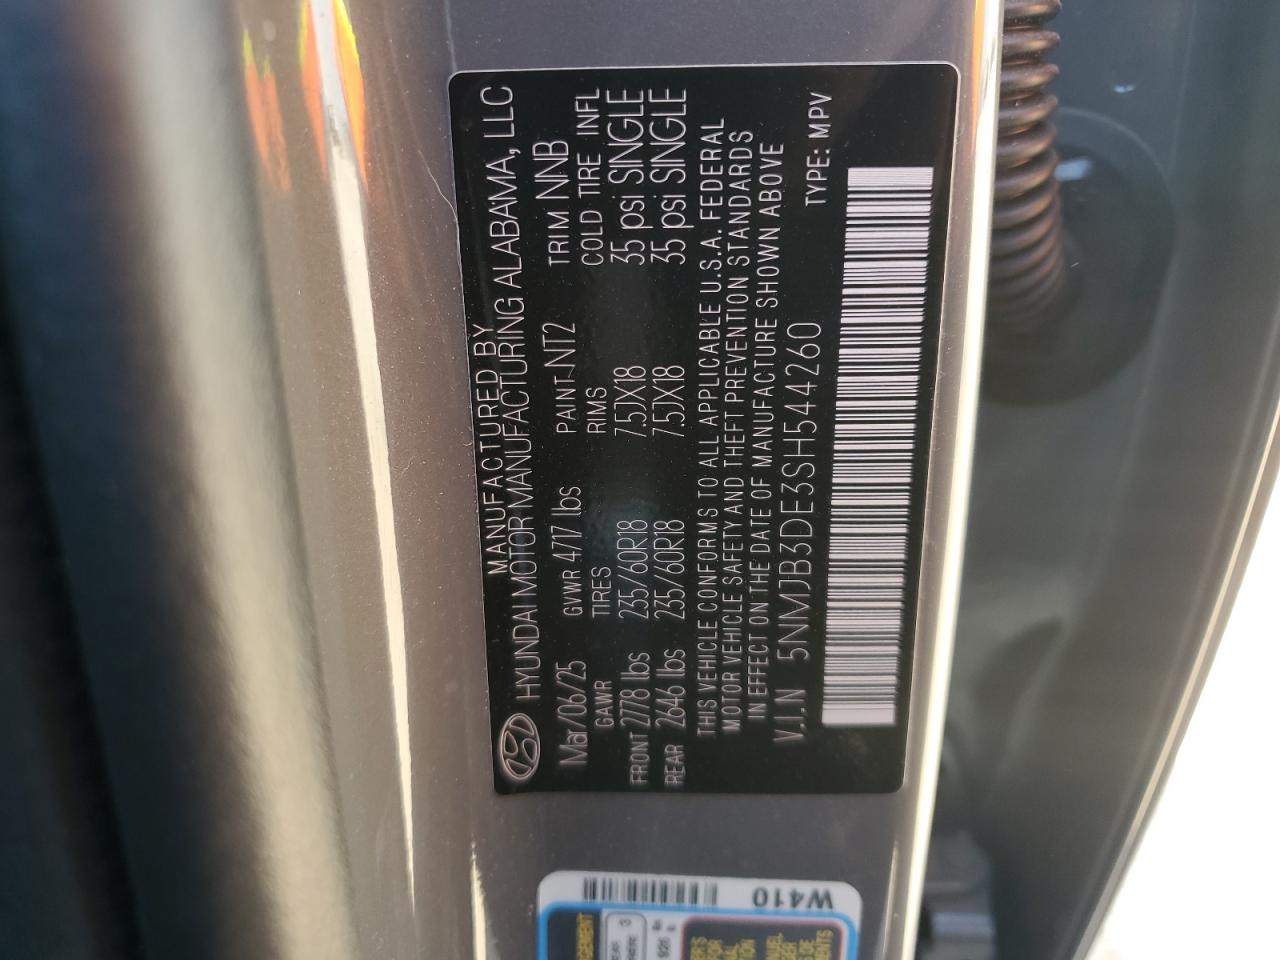 MANUFACTURED BY
HYUNDAI MOTOR MANUFACTURING ALABAMA, LLC
Mar/06/25 GVWR 4717 lbs PAINT NT2 TRIM NNB
GAWR TIRES RIMS COLD TIRE INFL
FRONT 2778 lbs 235/60R18 7.5JX18 35 psi SINGLE
REAR 2646 lbs 235/60R18 7.5JX18 35 psi SINGLE
THIS VEHICLE CONFORMS TO ALL APPLICABLE U.S.A. FEDERAL
MOTOR VEHICLE SAFETY AND THEFT PREVENTION STANDARDS
IN EFFECT ON THE DATE OF MANUFACTURE SHOWN ABOVE
V.I.N 5NMJB3DE3SH544260 TYPE: MPV
W410